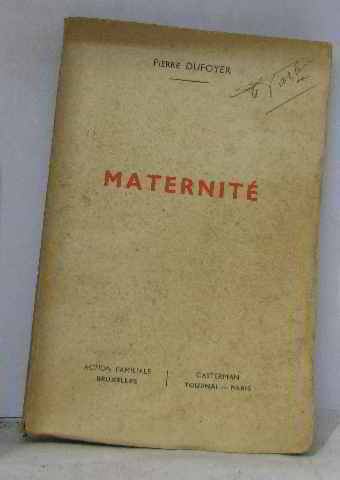 PIERRE DUFOYER
MATERNITÉ
ACTION FAMILIALE
BRUXELLES
CASTERMAN
TOURNAI — PARIS